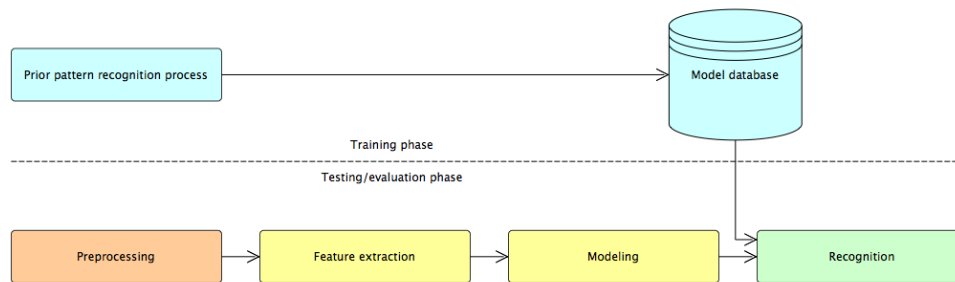 Prior pattern recognition process
Model database
Training phase
Testing/evaluation phase
Preprocessing
Feature extraction
Modeling
Recognition